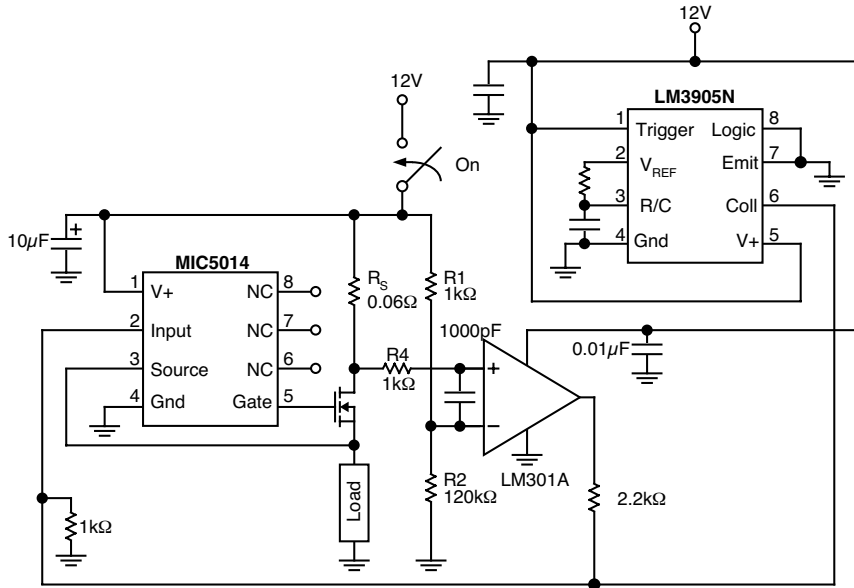 12V
LM3905N
1 Trigger Logic 8
2 VREF Emit 7
3 R/C Coll 6
4 Gnd V+ 5
12V
On
10µF +
MIC5014
1 V+ NC 8
2 Input NC 7
3 Source NC 6
4 Gnd Gate 5
RS
0.06Ω
R1
1kΩ
1000pF
R4
1kΩ
+
−
0.01µF
LM301A
R2
120kΩ
Load
2.2kΩ
1kΩ